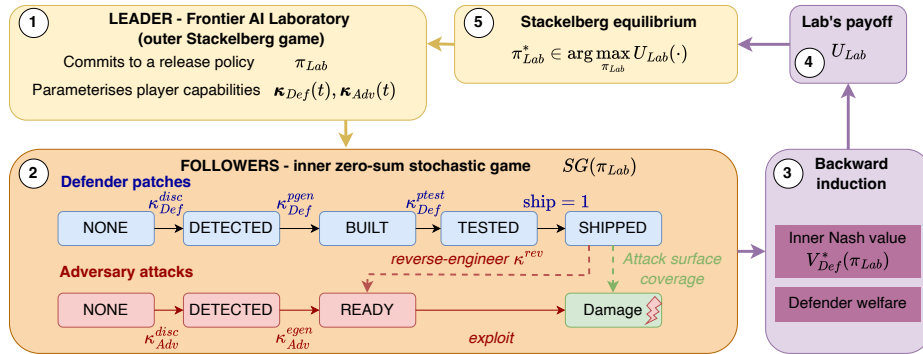 1
LEADER - Frontier AI Laboratory
(outer Stackelberg game)
Commits to a release policy π_Lab
Parameterises player capabilities κ_Def(t), κ_Adv(t)
5
Stackelberg equilibrium
π*_Lab ∈ arg max_{π_Lab} U_Lab(·)
Lab's payoff
4
U_Lab
2
FOLLOWERS - inner zero-sum stochastic game SG(π_Lab)
Defender patches
κ^disc_Def
κ^pgen_Def
κ^ptest_Def
ship = 1
NONE
DETECTED
BUILT
TESTED
SHIPPED
reverse-engineer κ^rev
Attack surface
coverage
Adversary attacks
NONE
DETECTED
READY
Damage
κ^disc_Adv
κ^egen_Adv
exploit
3
Backward
induction
Inner Nash value
V*_Def(π_Lab)
Defender welfare